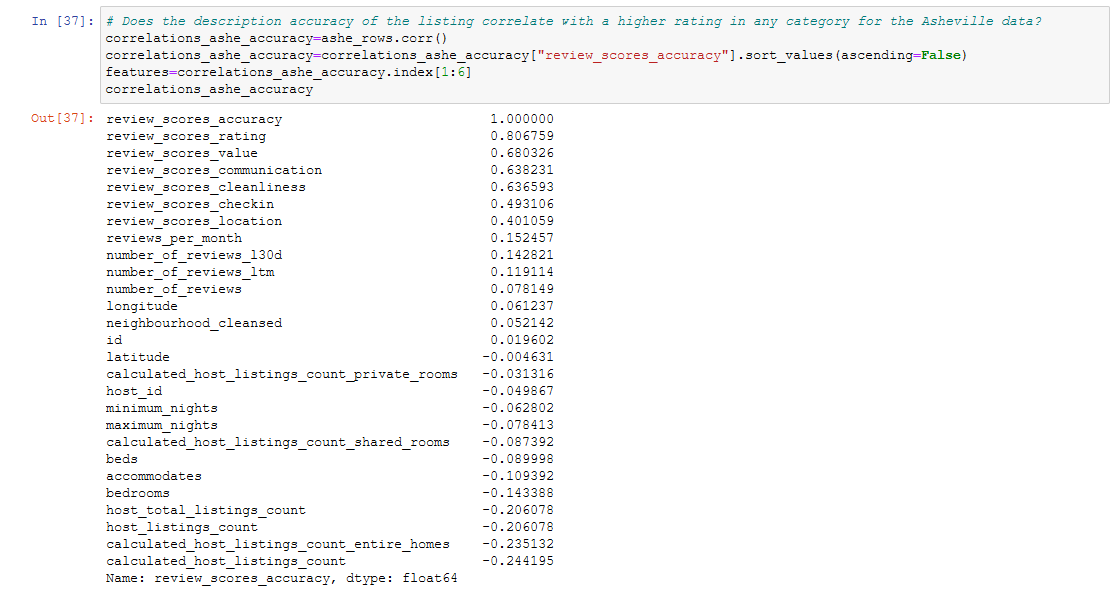 In [37]: # Does the description accuracy of the listing correlate with a higher rating in any category for the Asheville data?
correlations_ashe_accuracy=ashe_rows.corr()
correlations_ashe_accuracy=correlations_ashe_accuracy["review_scores_accuracy"].sort_values(ascending=False)
features=correlations_ashe_accuracy.index[1:6]
correlations_ashe_accuracy
Out[37]: review_scores_accuracy 1.000000
review_scores_rating 0.806759
review_scores_value 0.680326
review_scores_communication 0.638231
review_scores_cleanliness 0.636593
review_scores_checkin 0.493106
review_scores_location 0.401059
reviews_per_month 0.152457
number_of_reviews_l30d 0.142821
number_of_reviews_ltm 0.119114
number_of_reviews 0.078149
longitude 0.061237
neighbourhood_cleansed 0.052142
id 0.019602
latitude -0.004631
calculated_host_listings_count_private_rooms -0.031316
host_id -0.049867
minimum_nights -0.062802
maximum_nights -0.078413
calculated_host_listings_count_shared_rooms -0.087392
beds -0.089998
accommodates -0.109392
bedrooms -0.143388
host_total_listings_count -0.206078
host_listings_count -0.206078
calculated_host_listings_count_entire_homes -0.235132
calculated_host_listings_count -0.244195
Name: review_scores_accuracy, dtype: float64